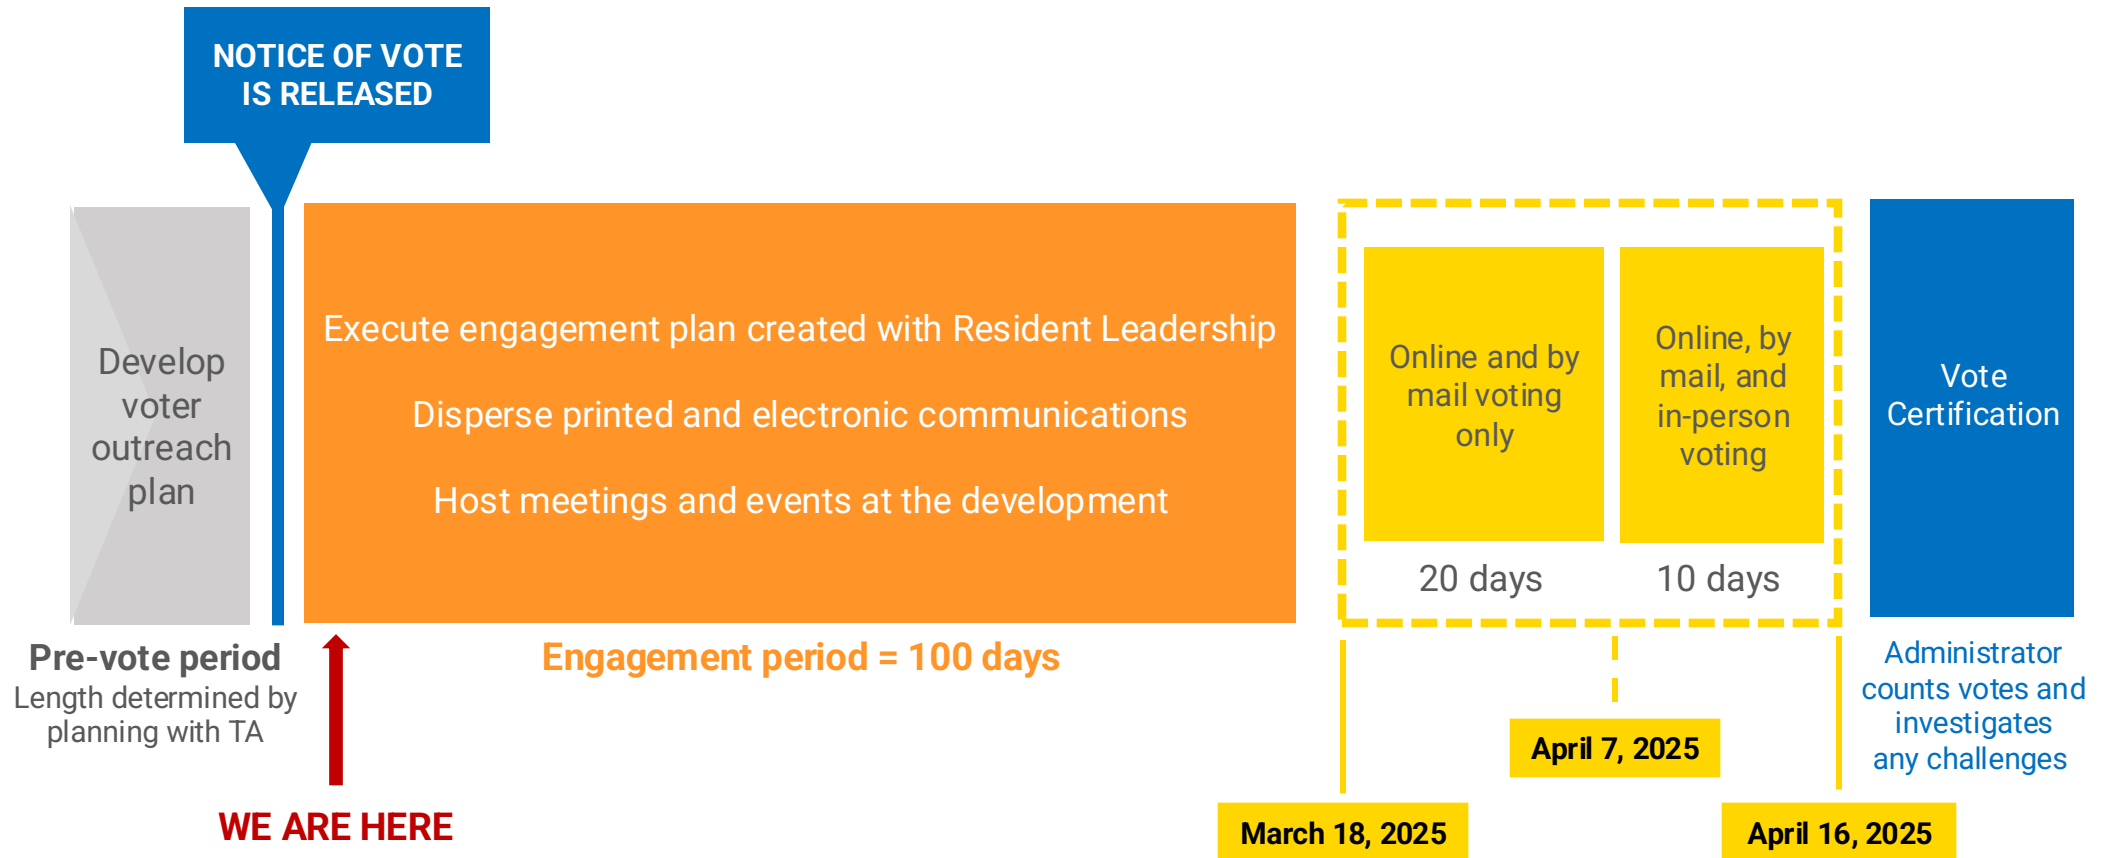 NOTICE OF VOTE
IS RELEASED
Develop
voter
outreach
plan
Pre-vote period
Length determined by
planning with TA
WE ARE HERE
Execute engagement plan created with Resident Leadership
Disperse printed and electronic communications
Host meetings and events at the development
Engagement period = 100 days
Online and by
mail voting
only
20 days
Online, by
mail, and
in-person
voting
10 days
March 18, 2025
April 7, 2025
April 16, 2025
Vote
Certification
Administrator
counts votes and
investigates
any challenges